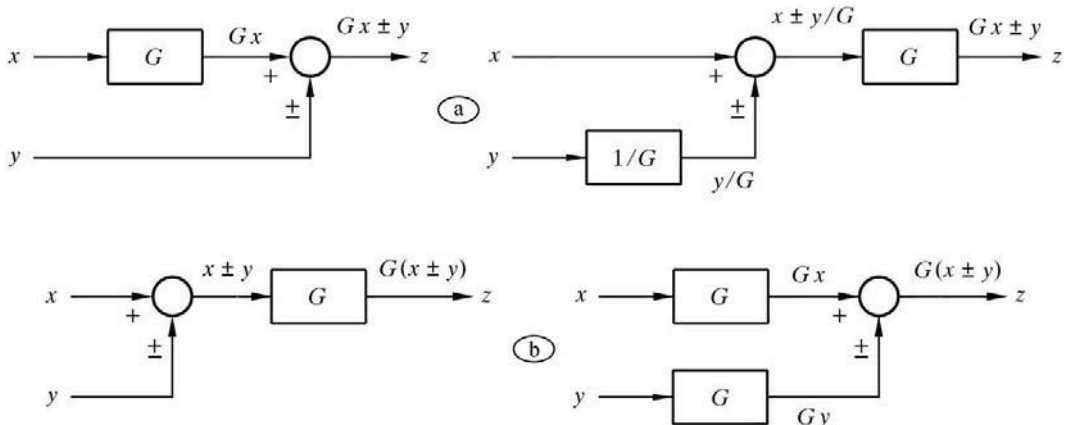 x
G
Gx
+
±
Gx ± y
z
y
a
x
+
±
x ± y/G
G
Gx ± y
z
y
1/G
y/G
x
+
±
x ± y
G
G(x ± y)
z
y
b
x
G
Gx
+
±
G(x ± y)
z
y
G
Gy